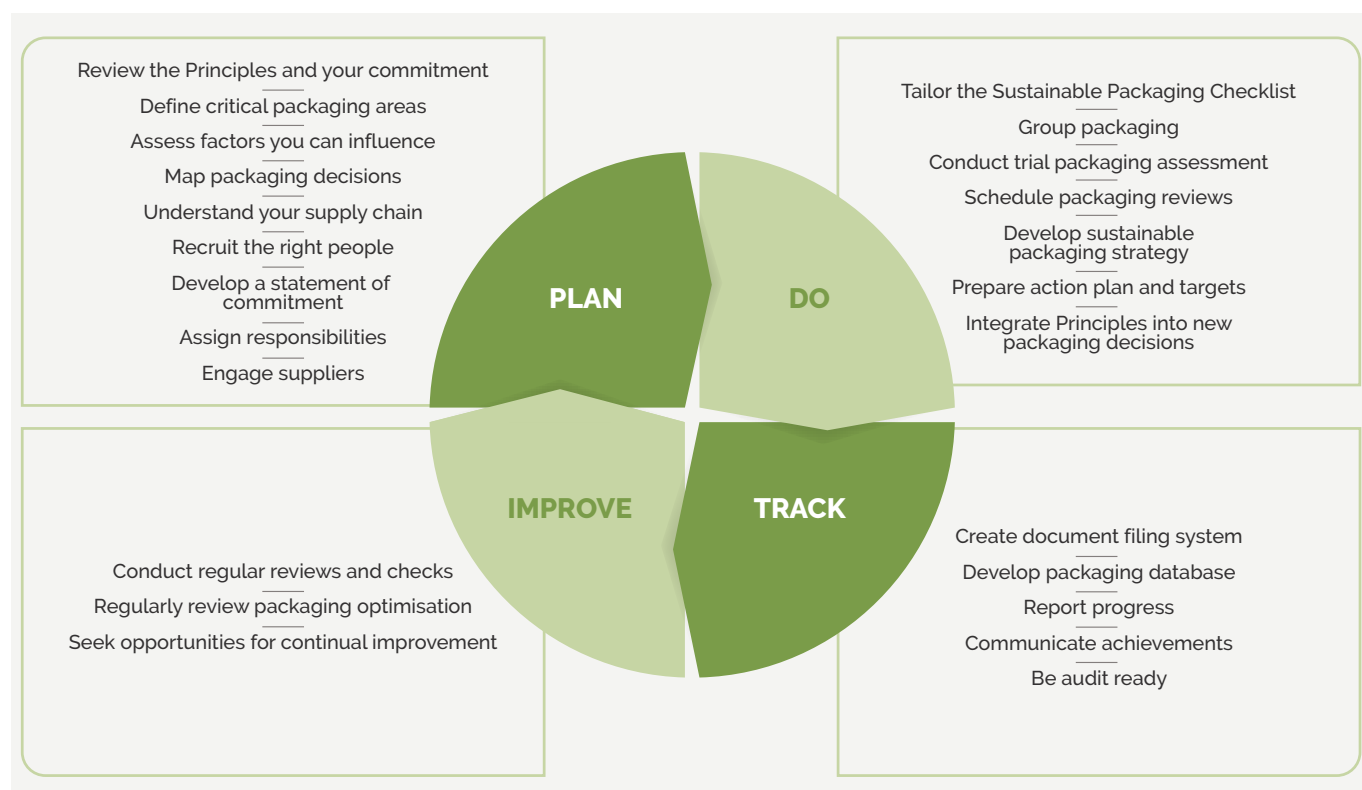 Review the Principles and your commitment
Define critical packaging areas
Assess factors you can influence
Map packaging decisions
Understand your supply chain
Recruit the right people
Develop a statement of
commitment
Assign responsibilities
Engage suppliers
PLAN
DO
Tailor the Sustainable Packaging Checklist
Group packaging
Conduct trial packaging assessment
Schedule packaging reviews
Develop sustainable
packaging strategy
Prepare action plan and targets
Integrate Principles into new
packaging decisions
IMPROVE
Conduct regular reviews and checks
Regularly review packaging optimisation
Seek opportunities for continual improvement
TRACK
Create document filing system
Develop packaging database
Report progress
Communicate achievements
Be audit ready